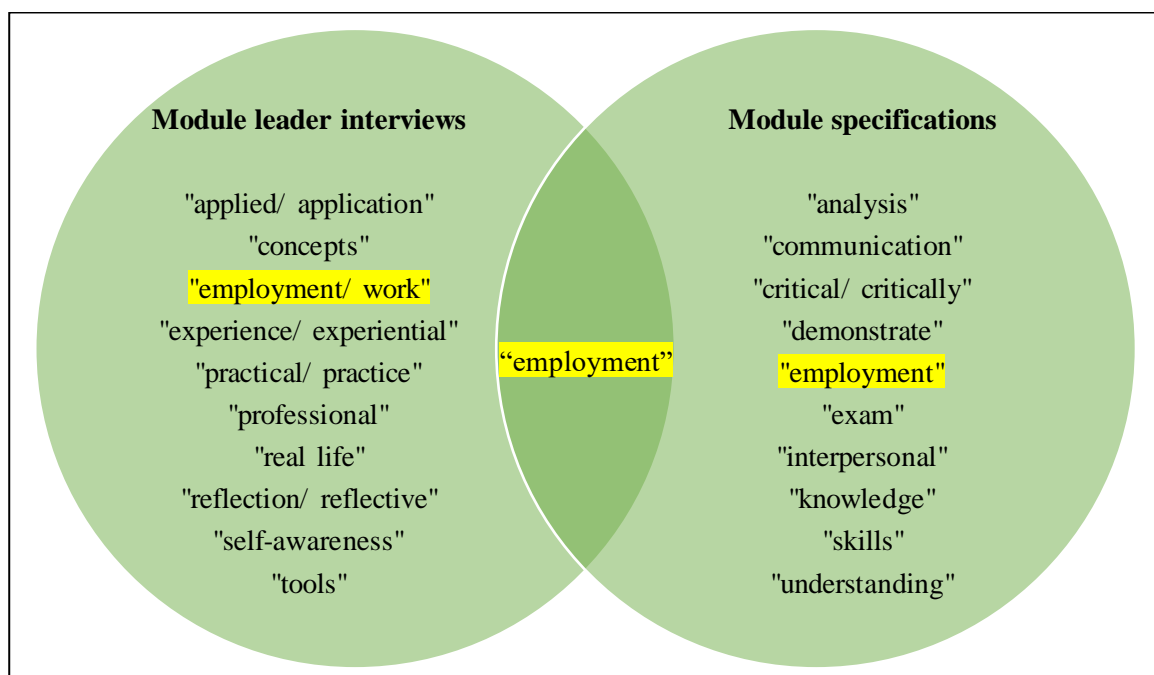 Module leader interviews
"applied/ application"
"concepts"
"employment/ work"
"experience/ experiential"
"practical/ practice"
"professional"
"real life"
"reflection/ reflective"
"self-awareness"
"tools"
“employment”
Module specifications
"analysis"
"communication"
"critical/ critically"
"demonstrate"
"employment"
"exam"
"interpersonal"
"knowledge"
"skills"
"understanding"